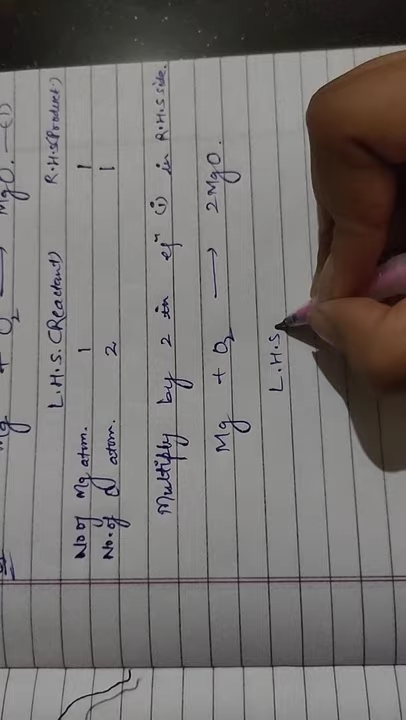 Mg + O2 ⟶ MgO. —(1)
L.H.S. (Reactant) R.H.S (Product)
No of Mg atom. 1 1
No. of O atom. 2 1
Multiply by 2 in eqn (i) in R.H.S side.
Mg + O2 ⟶ 2MgO.
L.H.S